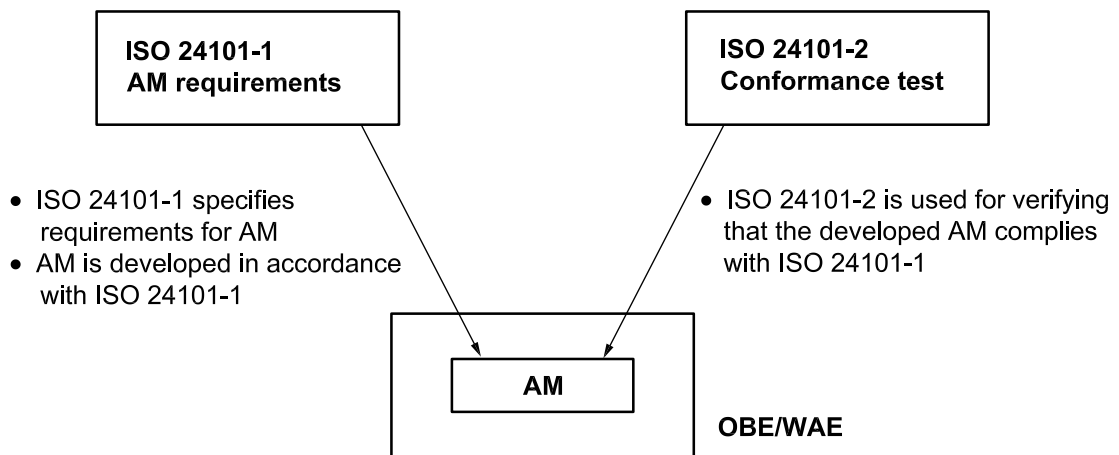 ISO 24101-1
AM requirements
ISO 24101-2
Conformance test
• ISO 24101-1 specifies
requirements for AM
• AM is developed in accordance
with ISO 24101-1
• ISO 24101-2 is used for verifying
that the developed AM complies
with ISO 24101-1
AM
OBE/WAE